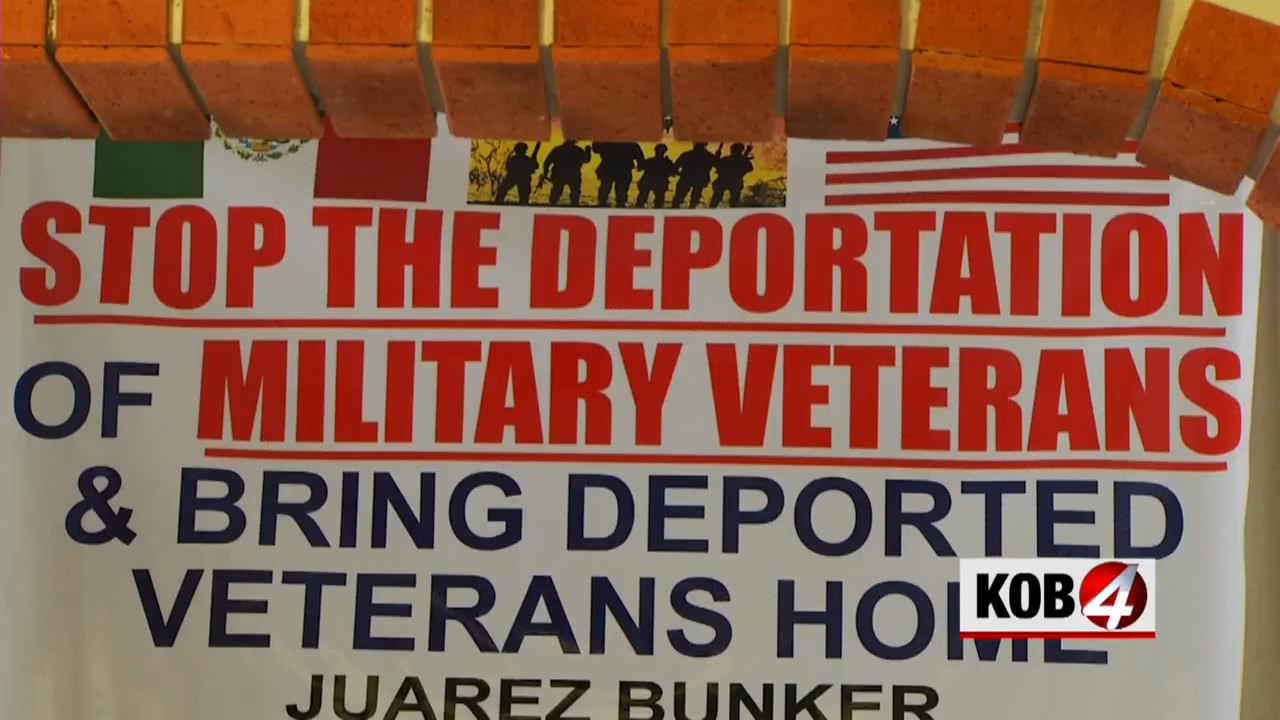 STOP THE DEPORTATION
OF MILITARY VETERANS
& BRING DEPORTED
VETERANS HOME
KOB 4
JUAREZ BUNKER